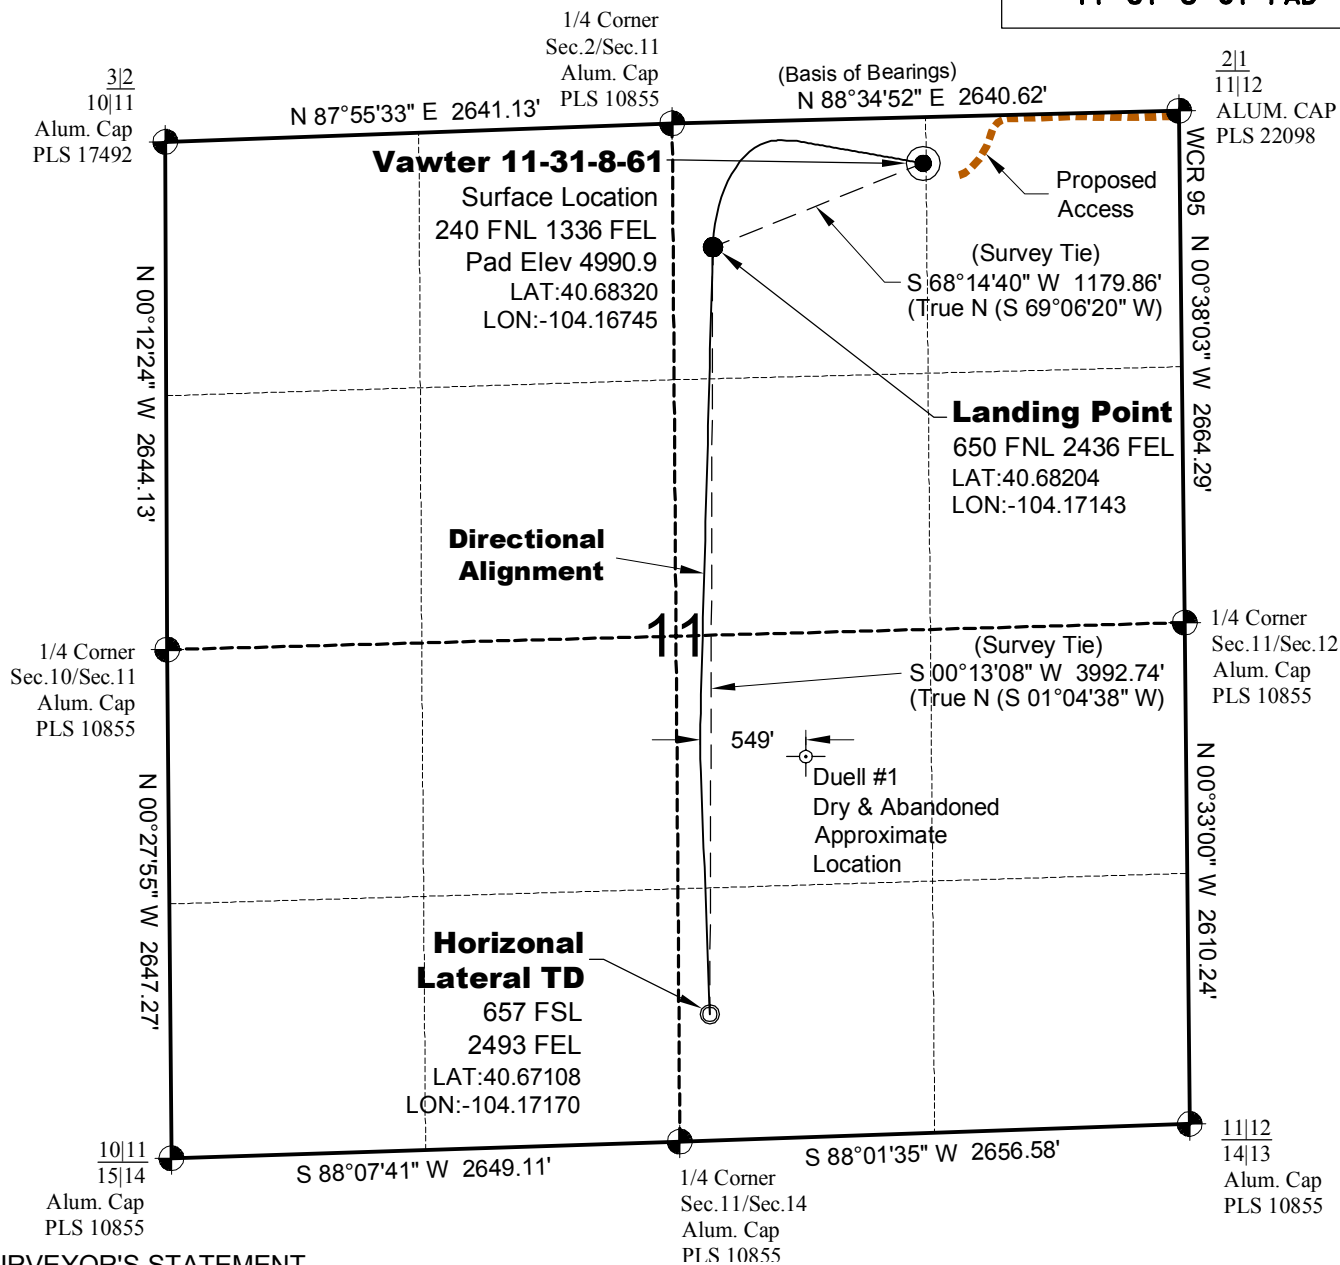 1/4 Corner
Sec.2/Sec.11
Alum. Cap
PLS 10855
3|2
10|11
Alum. Cap
PLS 17492
N 87°55'33" E 2641.13'
(Basis of Bearings)
N 88°34'52" E 2640.62'
2|1
11|12
ALUM. CAP
PLS 22098
WCR 95
Vawter 11-31-8-61
Surface Location
240 FNL 1336 FEL
Pad Elev 4990.9
LAT:40.68320
LON:-104.16745
Proposed
Access
(Survey Tie)
S 68°14'40" W 1179.86'
(True N (S 69°06'20" W)
N 00°12'24" W 2644.13'
N 00°38'03" W 2664.29'
Landing Point
650 FNL 2436 FEL
LAT:40.68204
LON:-104.17143
Directional
Alignment
11
1/4 Corner
Sec.10/Sec.11
Alum. Cap
PLS 10855
(Survey Tie)
S 00°13'08" W 3992.74'
(True N (S 01°04'38" W)
1/4 Corner
Sec.11/Sec.12
Alum. Cap
PLS 10855
549'
Duell #1
Dry & Abandoned
Approximate
Location
N 00°27'55" W 2647.27'
N 00°33'00" W 2610.24'
Horizonal
Lateral TD
657 FSL
2493 FEL
LAT:40.67108
LON:-104.17170
10|11
15|14
Alum. Cap
PLS 10855
S 88°07'41" W 2649.11'
1/4 Corner
Sec.11/Sec.14
Alum. Cap
PLS 10855
S 88°01'35" W 2656.58'
11|12
14|13
Alum. Cap
PLS 10855